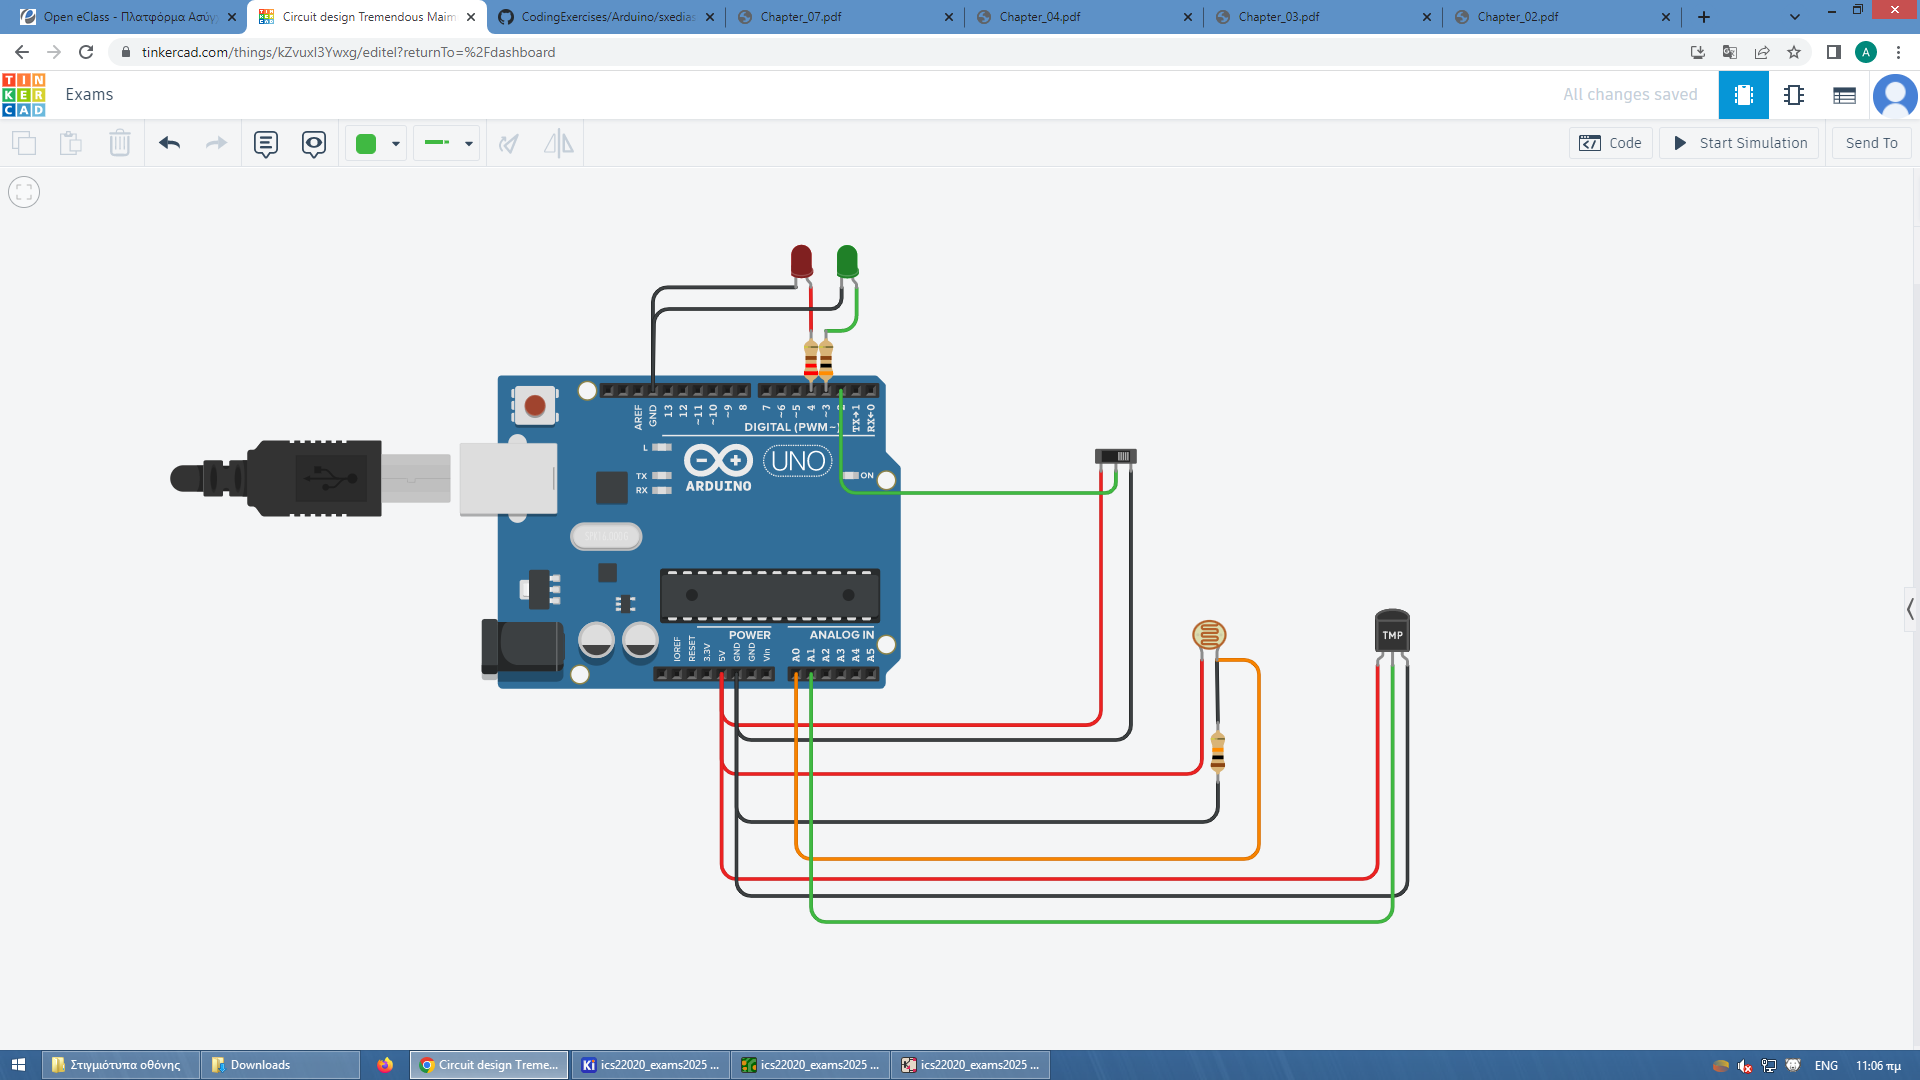 Open eClass - Πλατφόρμα Ασύγ
Circuit design Tremendous Maim
CodingExercises/Arduino/sxedias
Chapter_07.pdf
Chapter_04.pdf
Chapter_03.pdf
Chapter_02.pdf
tinkercad.com/things/kZvuxI3Ywxg/editel?returnTo=%2Fdashboard
A
TIN
KER
CAD
Exams
All changes saved
Code
Start Simulation
Send To
AREF
GND
13
12
~11
~10
~9
8
7
~6
~5
4
~3
TX→1
RX←0
DIGITAL (PWM~)
L
TX
RX
ARDUINO
UNO
ON
POWER
ANALOG IN
IOREF
RESET
3.3V
5V
GND
GND
Vin
A0
A1
A2
A3
A4
A5
TMP
Στιγμιότυπα οθόνης
Downloads
Circuit design Treme...
ics22020_exams2025 ...
ics22020_exams2025 ...
ics22020_exams2025 ...
ENG
11:06 πμ